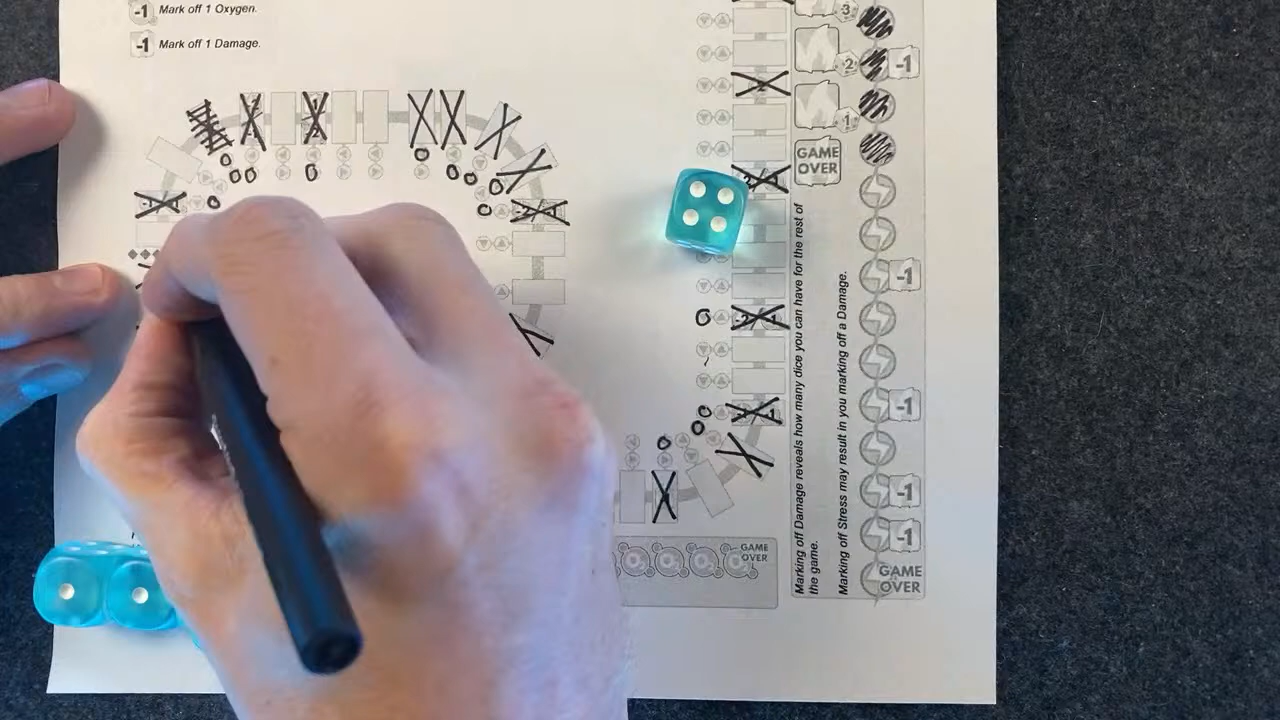 -1 Mark off 1 Oxygen.
-1 Mark off 1 Damage.
3
2
-1
1
GAME
OVER
-1
-1
-1
-1
GAME
OVER
GAME
OVER
Marking off Damage reveals how many dice you can have for the rest of
the game.
Marking off Stress may result in you marking off a Damage.